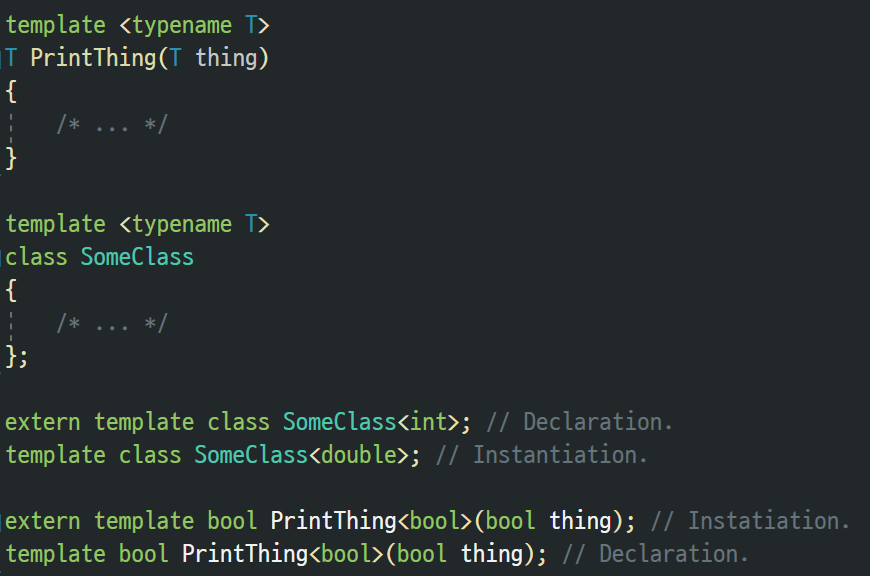 template <typename T>
T PrintThing(T thing)
{
/* ... */
}
template <typename T>
class SomeClass
{
/* ... */
};
extern template class SomeClass<int>; // Declaration.
template class SomeClass<double>; // Instantiation.
extern template bool PrintThing<bool>(bool thing); // Instatiation.
template bool PrintThing<bool>(bool thing); // Declaration.